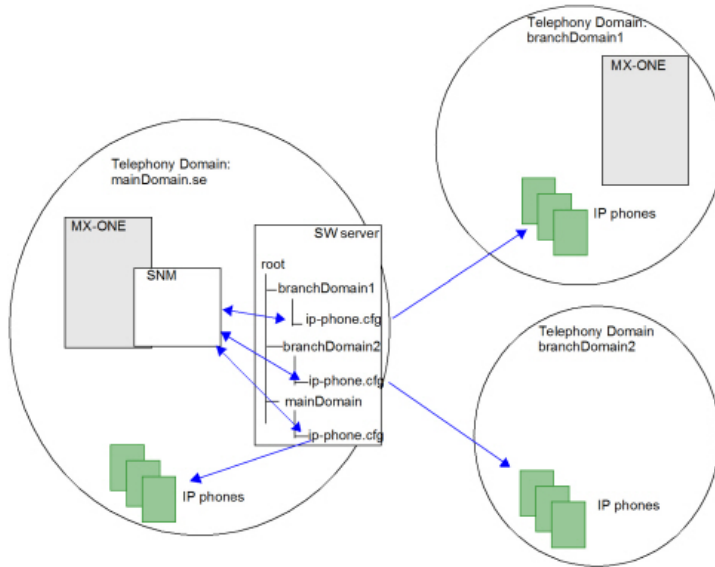 Telephony Domain:
branchDomain1
MX-ONE
IP phones
Telephony Domain:
mainDomain.se
MX-ONE
SNM
SW server
root
branchDomain1
ip-phone.cfg
branchDomain2
ip-phone.cfg
mainDomain
ip-phone.cfg
IP phones
Telephony Domain
branchDomain2
IP phones